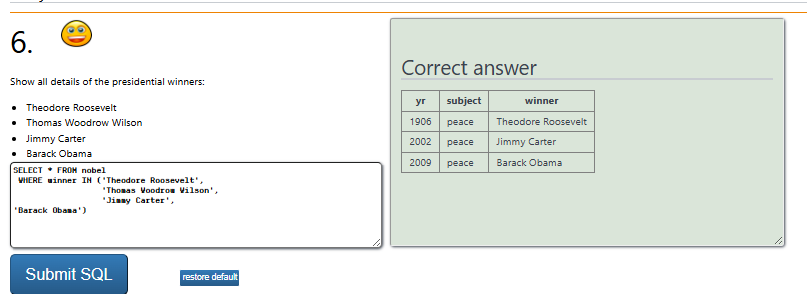 6.
Show all details of the presidential winners:
• Theodore Roosevelt
• Thomas Woodrow Wilson
• Jimmy Carter
• Barack Obama
SELECT * FROM nobel
WHERE winner IN ('Theodore Roosevelt',
'Thomas Woodrow Wilson',
'Jimmy Carter',
'Barack Obama')
Submit SQL restore default
Correct answer
yr subject winner
1906 peace Theodore Roosevelt
2002 peace Jimmy Carter
2009 peace Barack Obama